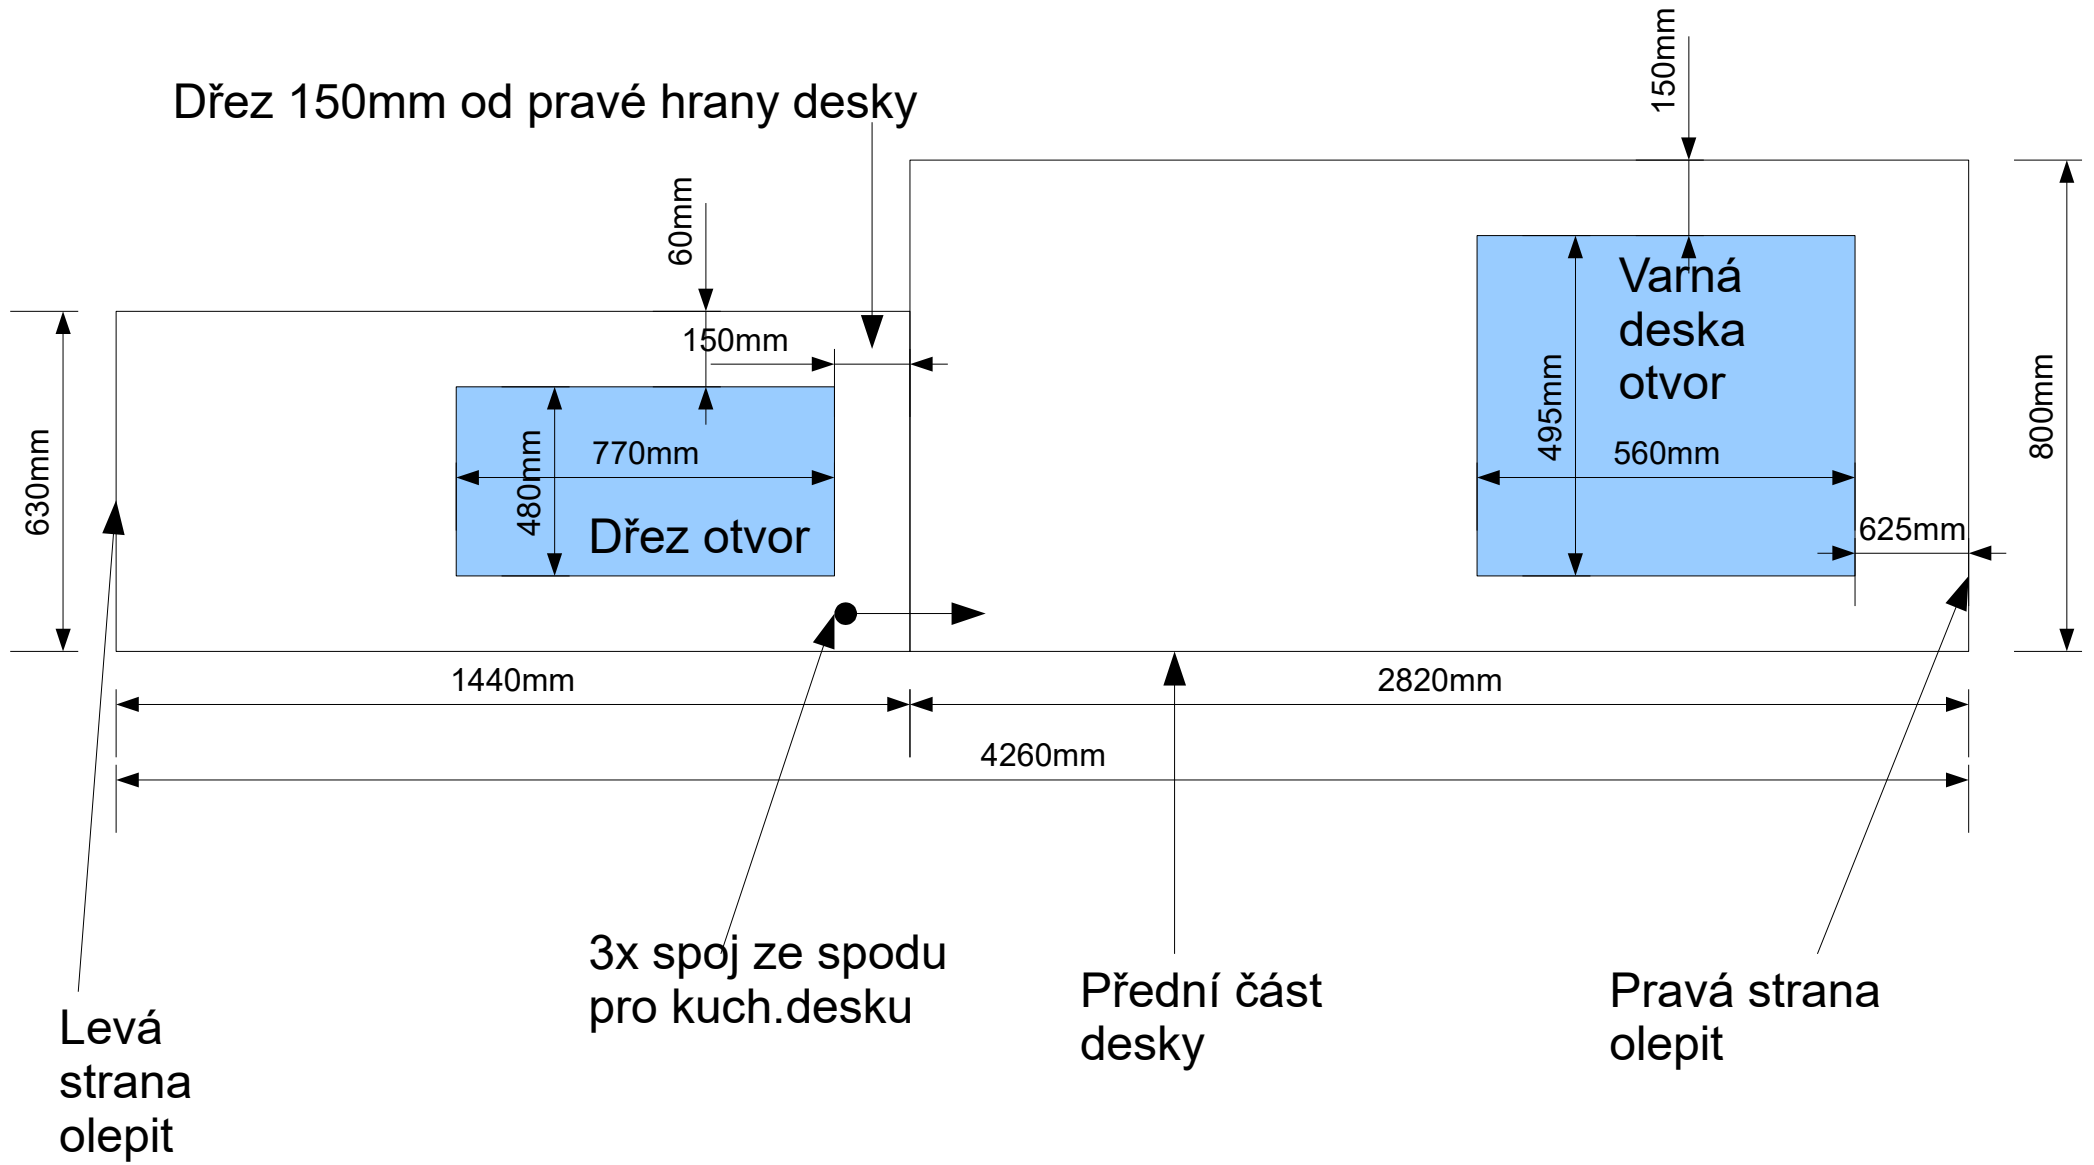 150mm
Dřez 150mm od pravé hrany desky
60mm
150mm
Varná
deska
otvor
495mm
560mm
800mm
630mm
770mm
480mm
Dřez otvor
625mm
1440mm
2820mm
4260mm
3x spoj ze spodu
pro kuch.desku
Přední část
desky
Pravá strana
olepit
Levá
strana
olepit